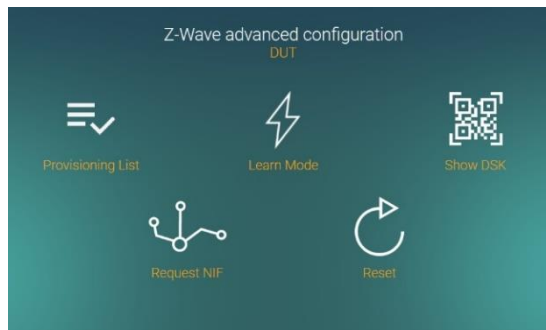 Z-Wave advanced configuration
DUT
Provisioning List
Learn Mode
Show DSK
Request NIF
Reset